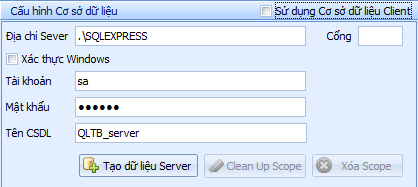 Cấu hình Cơ sở dữ liệu Sử dụng Cơ sở dữ liệu Client
Địa chỉ Sever .\SQLEXPRESS Cổng
Xác thực Windows
Tài khoản sa
Mật khẩu ●●●●●●
Tên CSDL QLTB_server
Tạo dữ liệu Server Clean Up Scope Xóa Scope